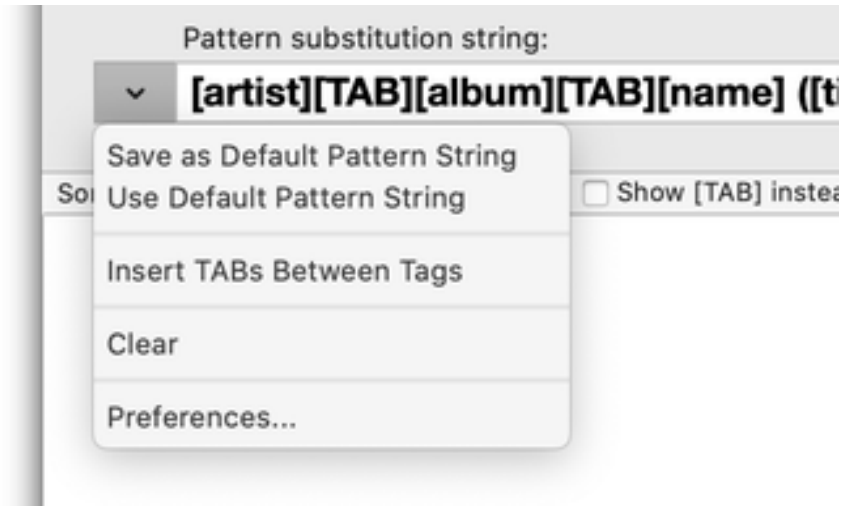 Pattern substitution string:
[artist][TAB][album][TAB][name] ([t
Save as Default Pattern String
Use Default Pattern String
Show [TAB] instea
Insert TABs Between Tags
Clear
Preferences...